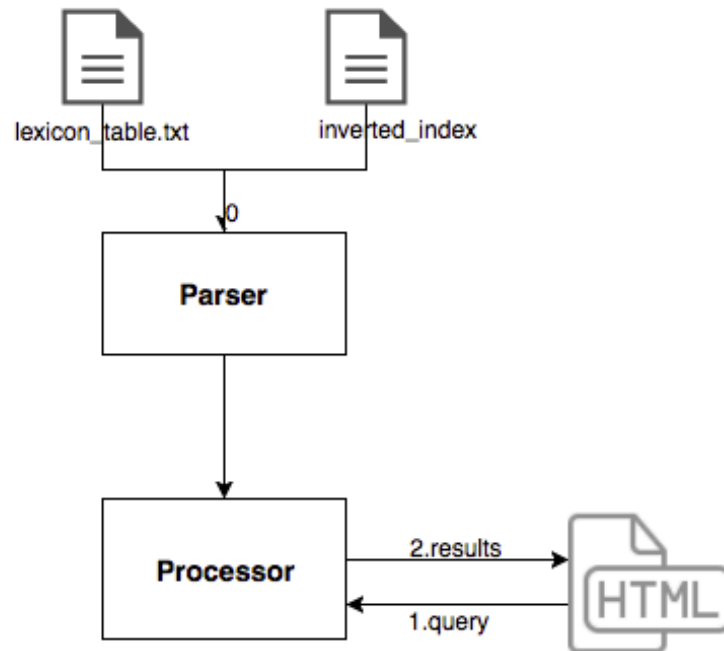 lexicon_table.txt
inverted_index
0
Parser
Processor
2.results
HTML
1.query